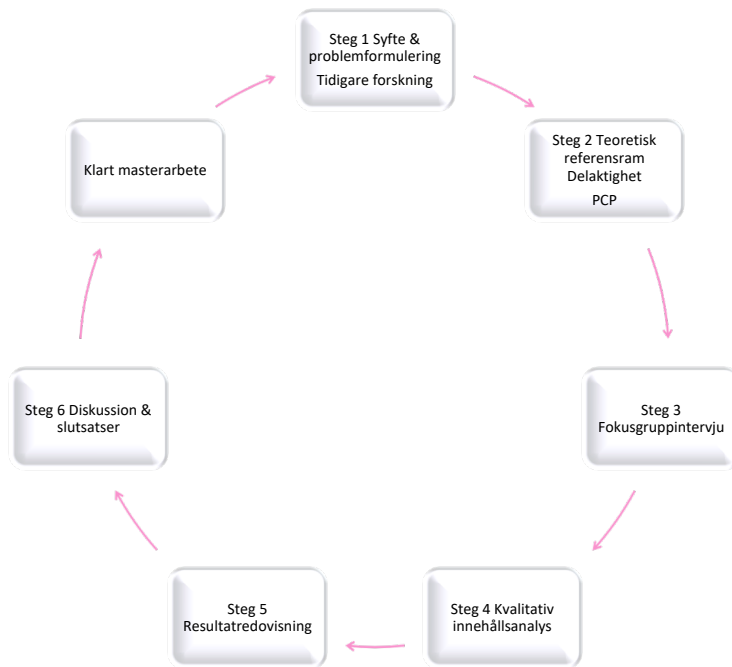 Steg 1 Syfte &
problemformulering
Tidigare forskning
Steg 2 Teoretisk
referensram
Delaktighet
PCP
Steg 3
Fokusgruppintervju
Steg 4 Kvalitativ
innehållsanalys
Steg 5
Resultatredovisning
Steg 6 Diskussion &
slutsatser
Klart masterarbete